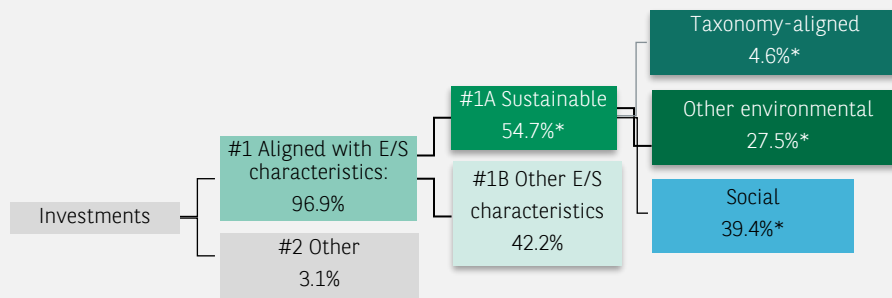 Investments
#1 Aligned with E/S
characteristics:
96.9%
#2 Other
3.1%
#1A Sustainable
54.7%*
#1B Other E/S
characteristics
42.2%
Taxonomy-aligned
4.6%*
Other environmental
27.5%*
Social
39.4%*